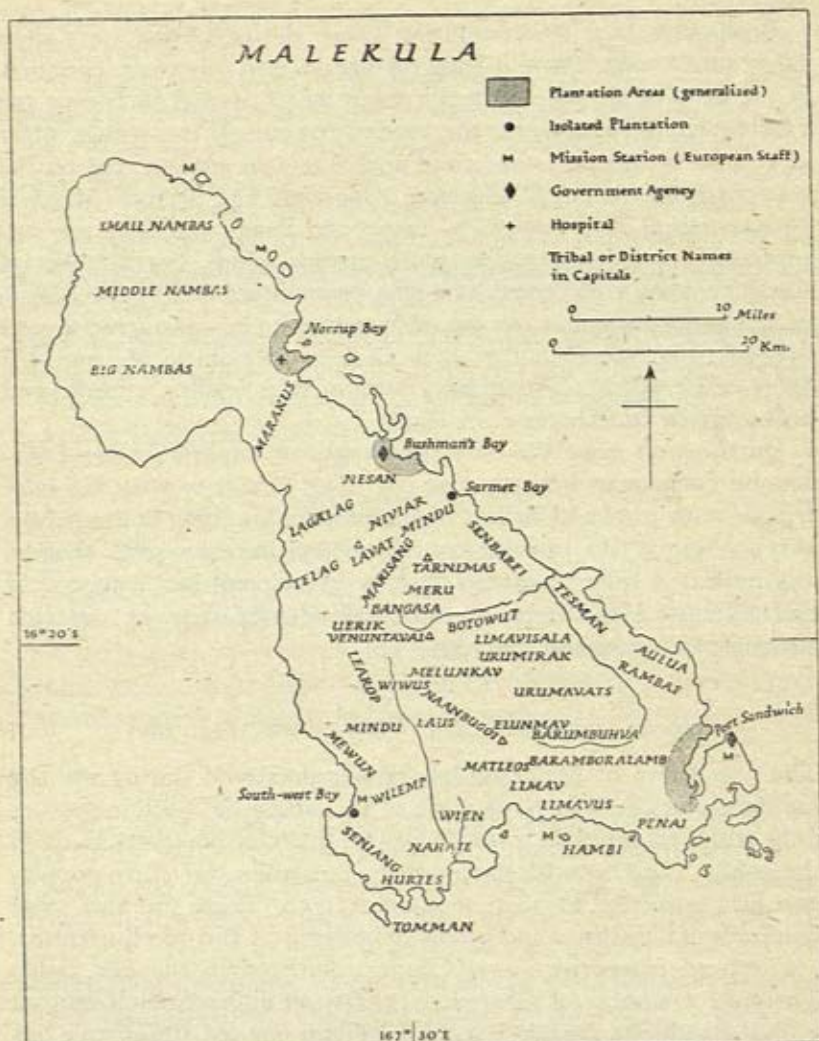 MALEKULA
Plantation Areas (generalized)
Isolated Plantation
Mission Station (European Staff)
Government Agency
Hospital
Tribal or District Names
in Capitals
0 10 Miles
0 20 Km.
M
SMALL NAMBAS
M
MIDDLE NAMBAS
Norsup Bay
BIG NAMBAS
MARAKUS
Bushman's Bay
NESAN
Sarmet Bay
LAGALAG
NIVIAR
MINDU
SENBAREI
LAVAT
TELAG
MARISANG
TARNIMAS
MERU
TESMAN
BANGASA
BOTOWUT
UERIK
16°20'S
VENUNTAVAI
LIMAVISALA
AULUA
URUMIRAK
RAMBAS
LEAROP
MELUNKAV
WIWUS
URUMAVATS
NAANBUGOI
LAUS
ELUNMAV
MINDU
BARUMBUHVA
Port Sandwich
MEWUN
MATLEOS
BARAMBORALAMB
M
LIMAV
South-west Bay
M
WILEMP
LIMAVUS
WIEN
PENAI
SENIANG
M
HAMBI
HURTES
TOMMAN
167° 30'E